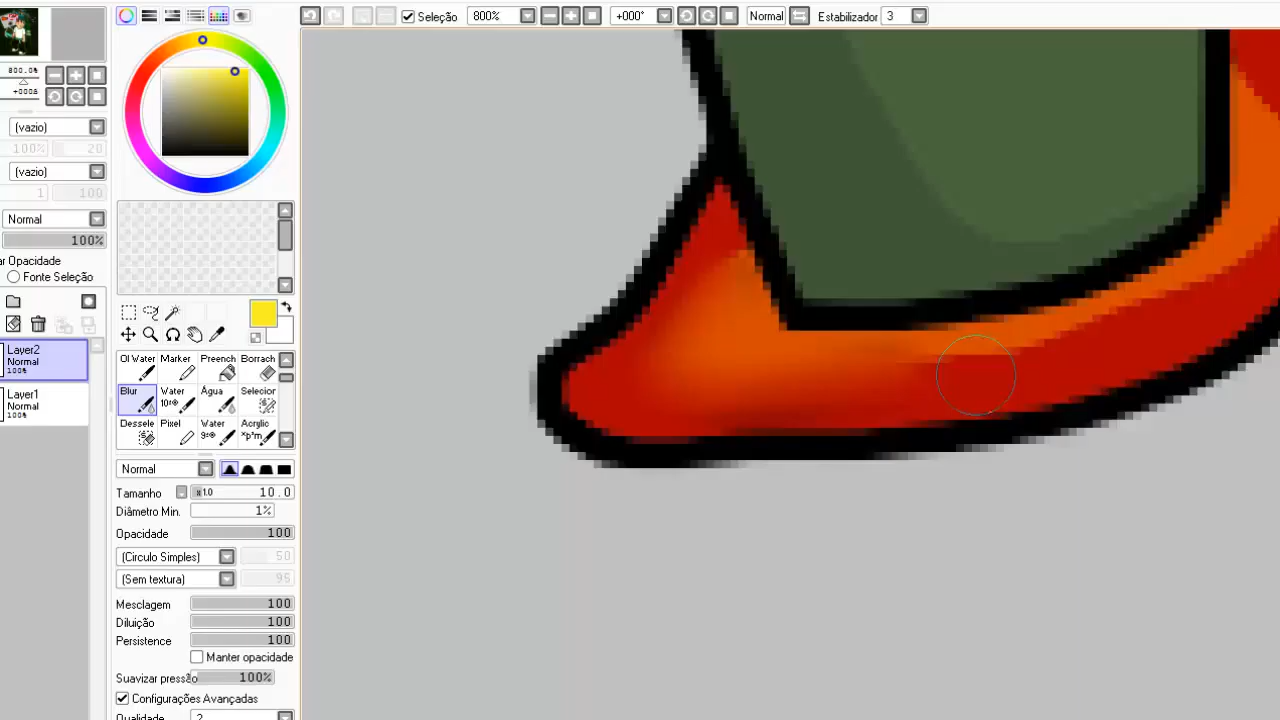 Seleção 800% +000° Normal Estabilizador 3
800.0%
+000°
(vazio)
100% 20
(vazio)
1 100
Normal
100%
ar Opacidade
Fonte Seleção
Layer2
Normal
100%
Layer1
Normal
100%
Ol Water Marker Preench Borrach
Blur Water Água Selecior
Dessele Pixel Water Acrylic
Normal
Tamanho x1.0 10.0
Diâmetro Min. 1%
Opacidade 100
(Circulo Simples) 50
(Sem textura) 95
Mesclagem 100
Diluição 100
Persistence 100
Manter opacidade
Suavizar pressão 100%
Configurações Avançadas
Qualidade 2